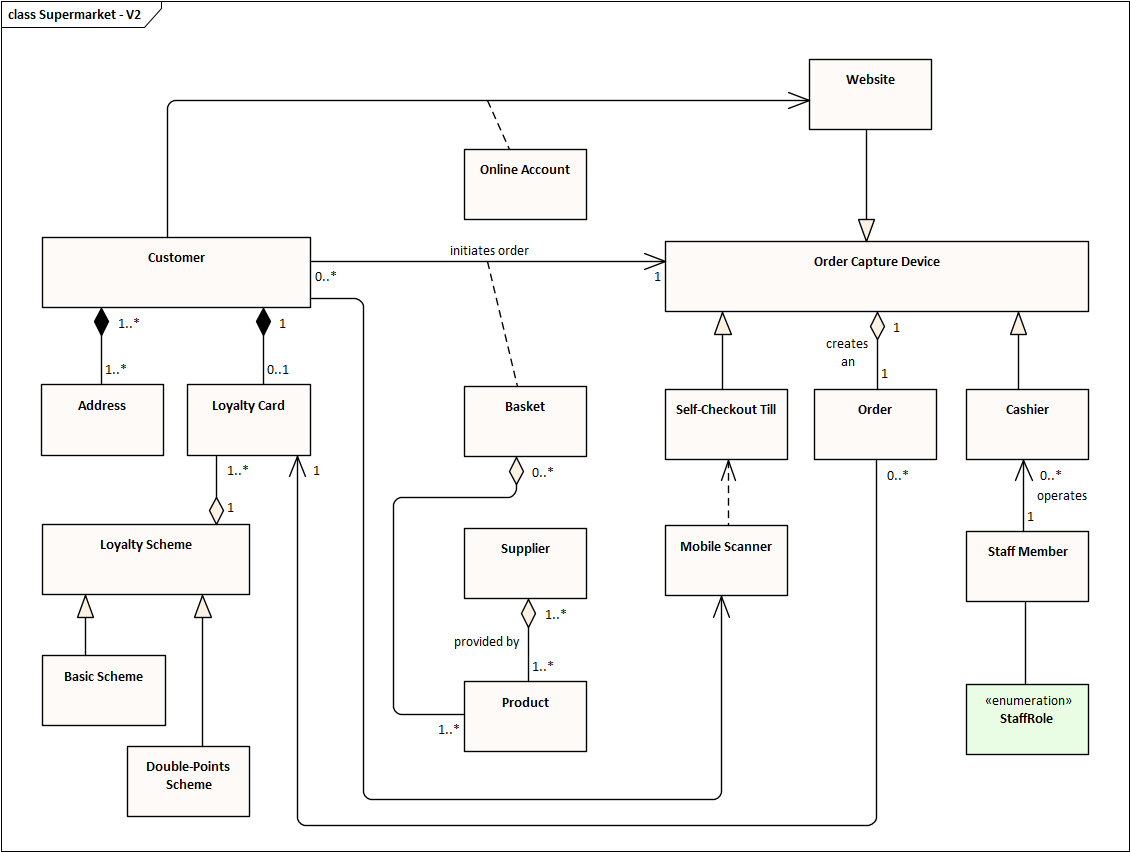 class Supermarket - V2
Website
Online Account
Customer
initiates order
Order Capture Device
0..*
1
1..*
1
1
creates
an
1..*
0..1
1
Address
Loyalty Card
Basket
Self-Checkout Till
Order
Cashier
1..*
1
0..*
0..*
0..*
operates
1
1
Loyalty Scheme
Supplier
Mobile Scanner
Staff Member
1..*
provided by
1..*
Basic Scheme
Product
«enumeration»
StaffRole
1..*
Double-Points
Scheme